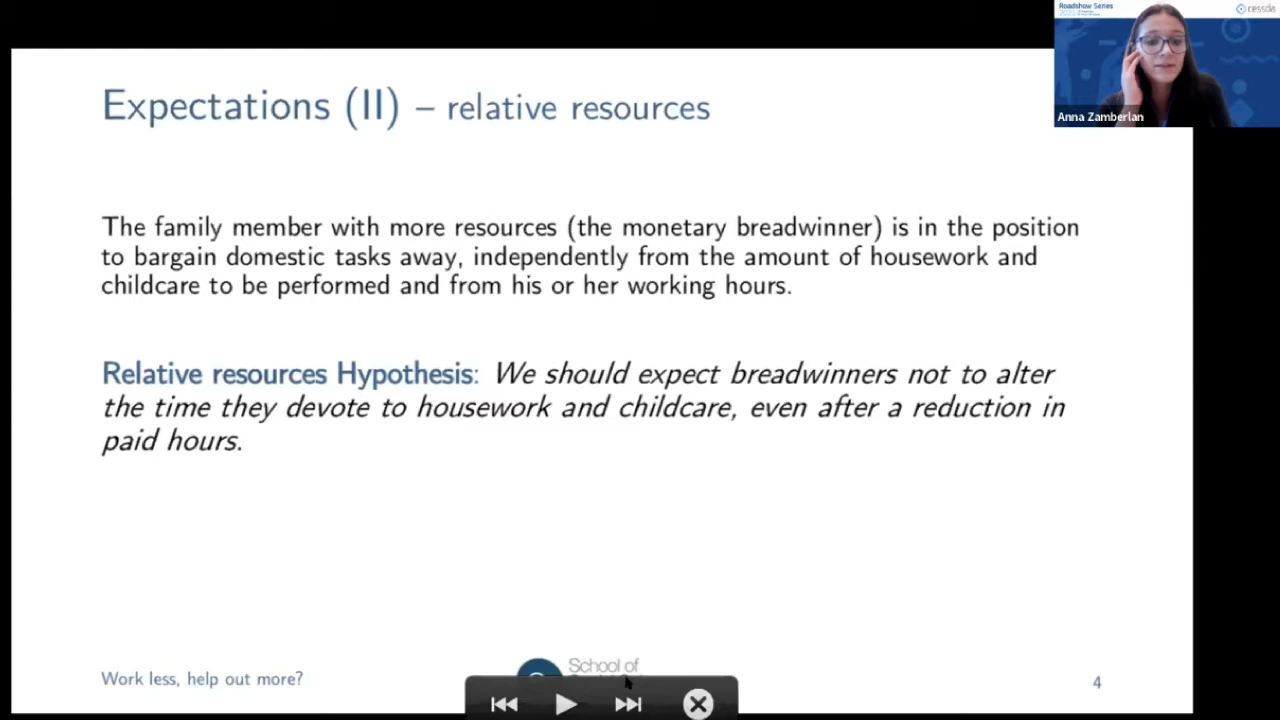 Expectations (II) – relative resources
Roadshow Series
cessda
Anna Zamberlan
The family member with more resources (the monetary breadwinner) is in the position
to bargain domestic tasks away, independently from the amount of housework and
childcare to be performed and from his or her working hours.
Relative resources Hypothesis: We should expect breadwinners not to alter
the time they devote to housework and childcare, even after a reduction in
paid hours.
Work less, help out more?
School of
4